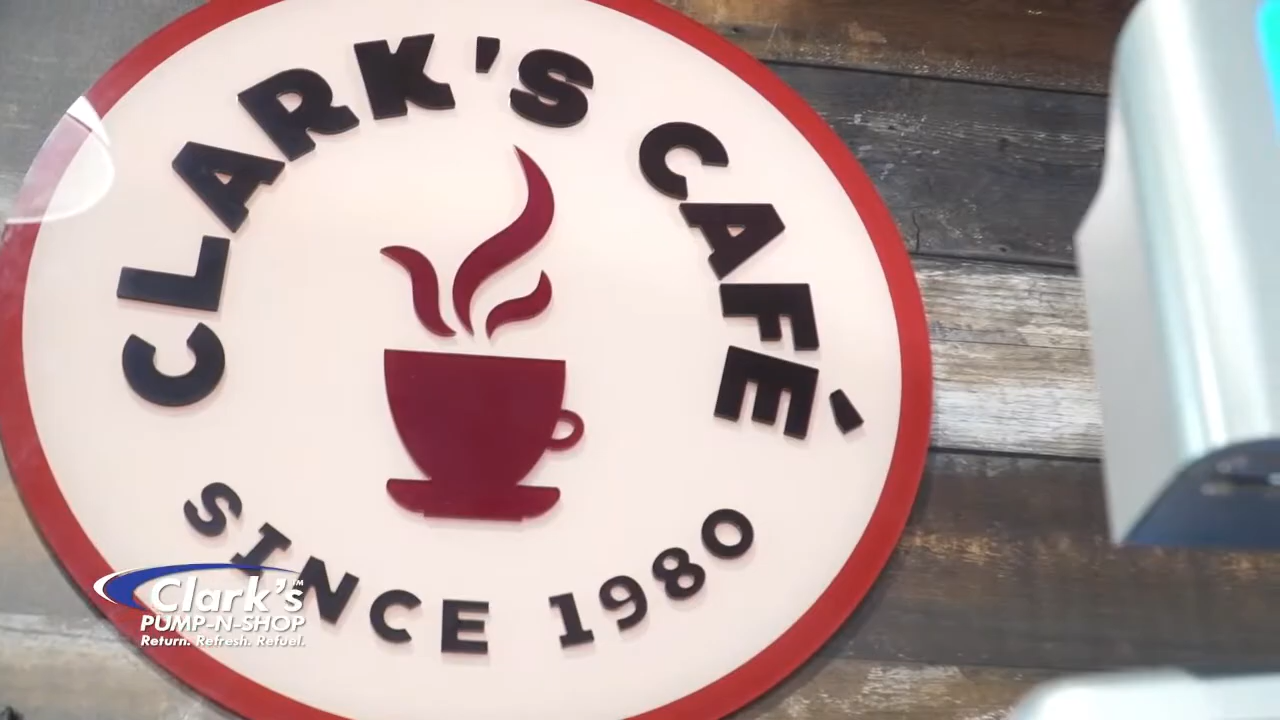 CLARK'S CAFÉ
SINCE 1980
Clark's™
PUMP-N-SHOP
Return. Refresh. Refuel.